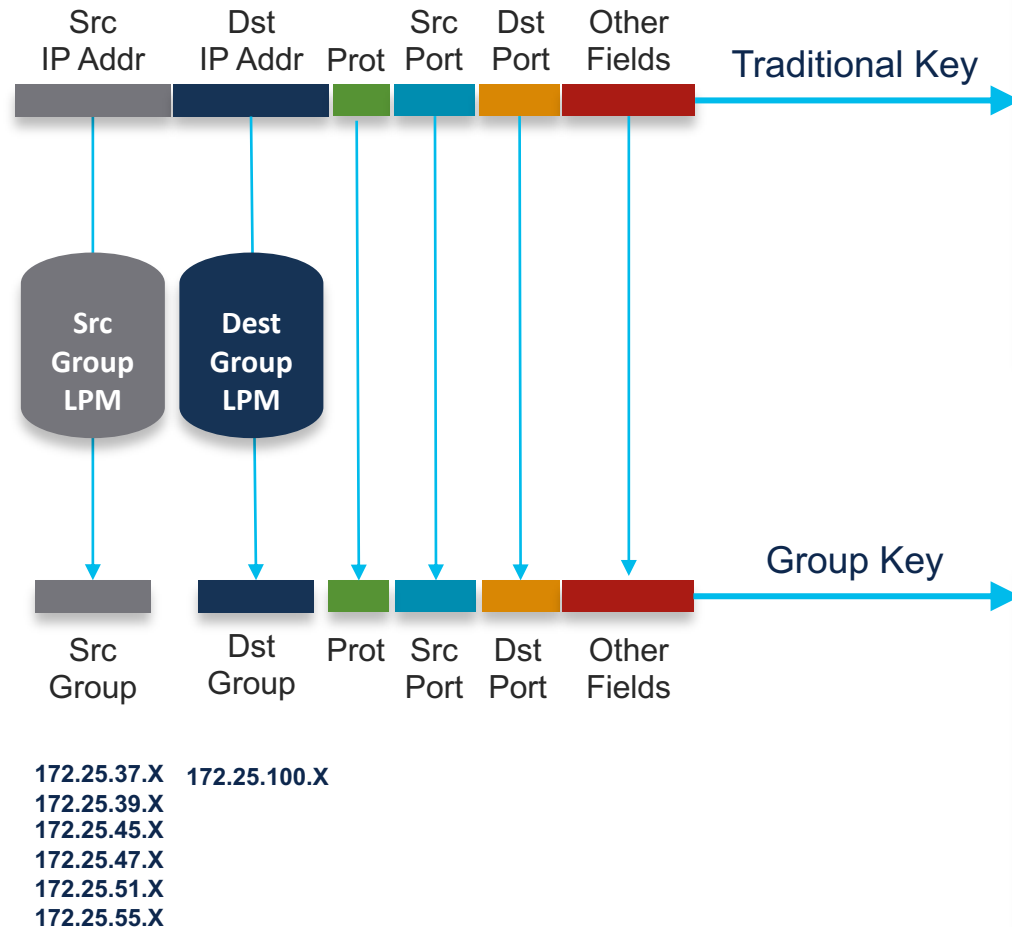 Src
IP Addr
Dst
IP Addr
Prot
Src
Port
Dst
Port
Other
Fields
Traditional Key
Src
Group
LPM
Dest
Group
LPM
Group Key
Src
Group
Dst
Group
Prot
Src
Port
Dst
Port
Other
Fields
172.25.37.X
172.25.39.X
172.25.45.X
172.25.47.X
172.25.51.X
172.25.55.X
172.25.100.X